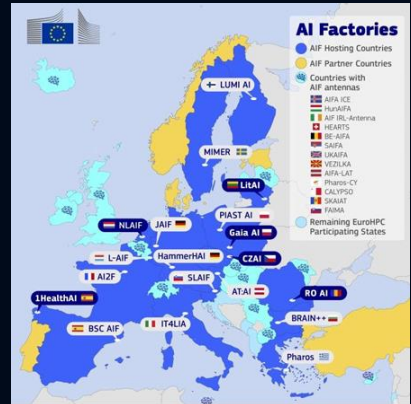 AI Factories
AIF Hosting Countries
AIF Partner Countries
Countries with
AIF antennas
AIFA ICE
HunAIFA
AIF IRL-Antenna
HEARTS
BE-AIFA
SAIFA
UKAIFA
VEZILKA
AIFA-LAT
Pharos-CY
CALYPSO
SKAIAT
FAIMA
Remaining EuroHPC
Participating States
LUMI AI
MIMER
LitAI
PIAST AI
NLAIF
JAIF
Gaia AI
L-AIF
HammerHAI
CZAI
AI2F
SLAIF
AT:AI
1HealthAI
RO AI
BSC AIF
IT4LIA
BRAIN++
Pharos